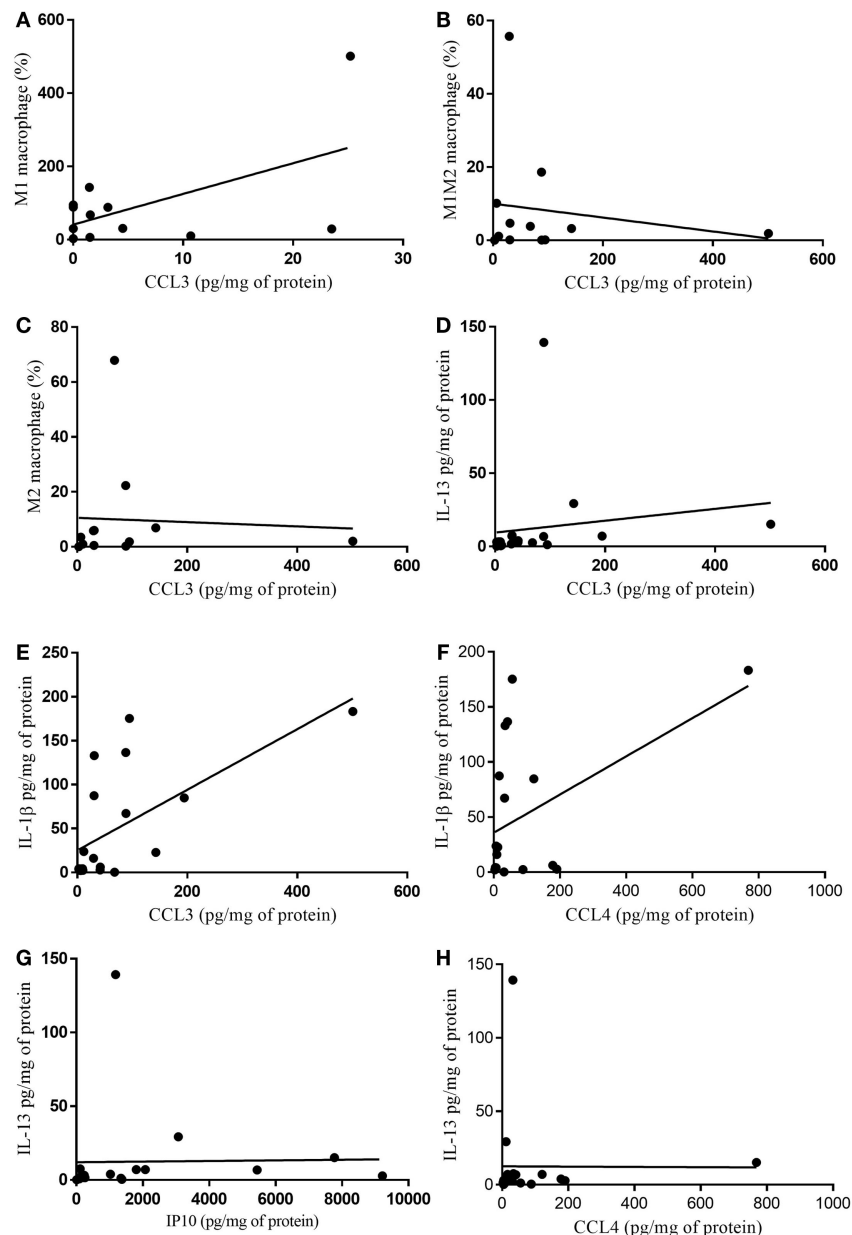 A
M1 macrophage (%)
600
400
200
0
0 10 20 30
CCL3 (pg/mg of protein)
B
M1M2 macrophage (%)
60
40
20
0
0 200 400 600
CCL3 (pg/mg of protein)
C
M2 macrophage (%)
80
60
40
20
0
0 200 400 600
CCL3 (pg/mg of protein)
D
IL-13 pg/mg of protein
150
100
50
0
0 200 400 600
CCL3 (pg/mg of protein)
E
IL-1β pg/mg of protein
250
200
150
100
50
0
0 200 400 600
CCL3 (pg/mg of protein)
F
IL-1β pg/mg of protein
200
150
100
50
0
0 200 400 600 800 1000
CCL4 (pg/mg of protein)
G
IL-13 pg/mg of protein
150
100
50
0
0 2000 4000 6000 8000 10000
IP10 (pg/mg of protein)
H
IL-13 pg/mg of protein
150
100
50
0
0 200 400 600 800 1000
CCL4 (pg/mg of protein)